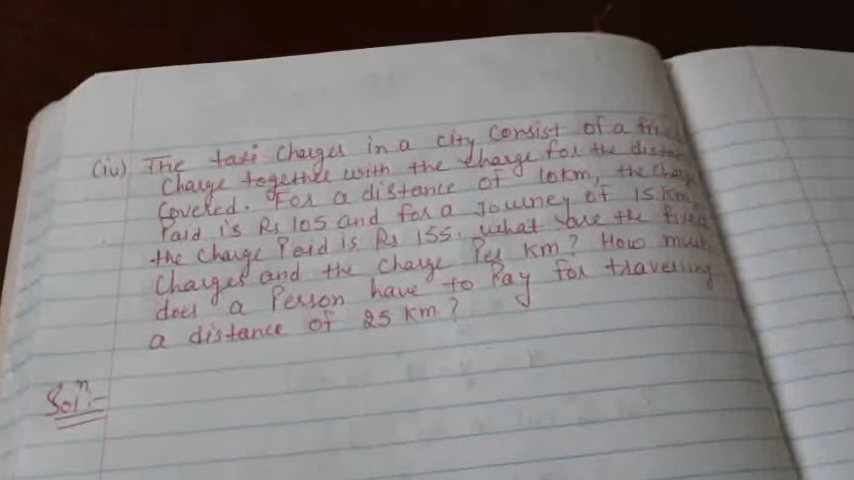 (iv) The taxi charges in a city consist of a
Charge together with the charge for the
Covered. For a distance of 10km, the
Paid is Rs 105 and for a Journey of 15 km,
the charge Paid is Rs 155. what are the
Charges and the charge Per km? How much
does a Person have to Pay for travelling
a distance of 25 km?
Solⁿ:-